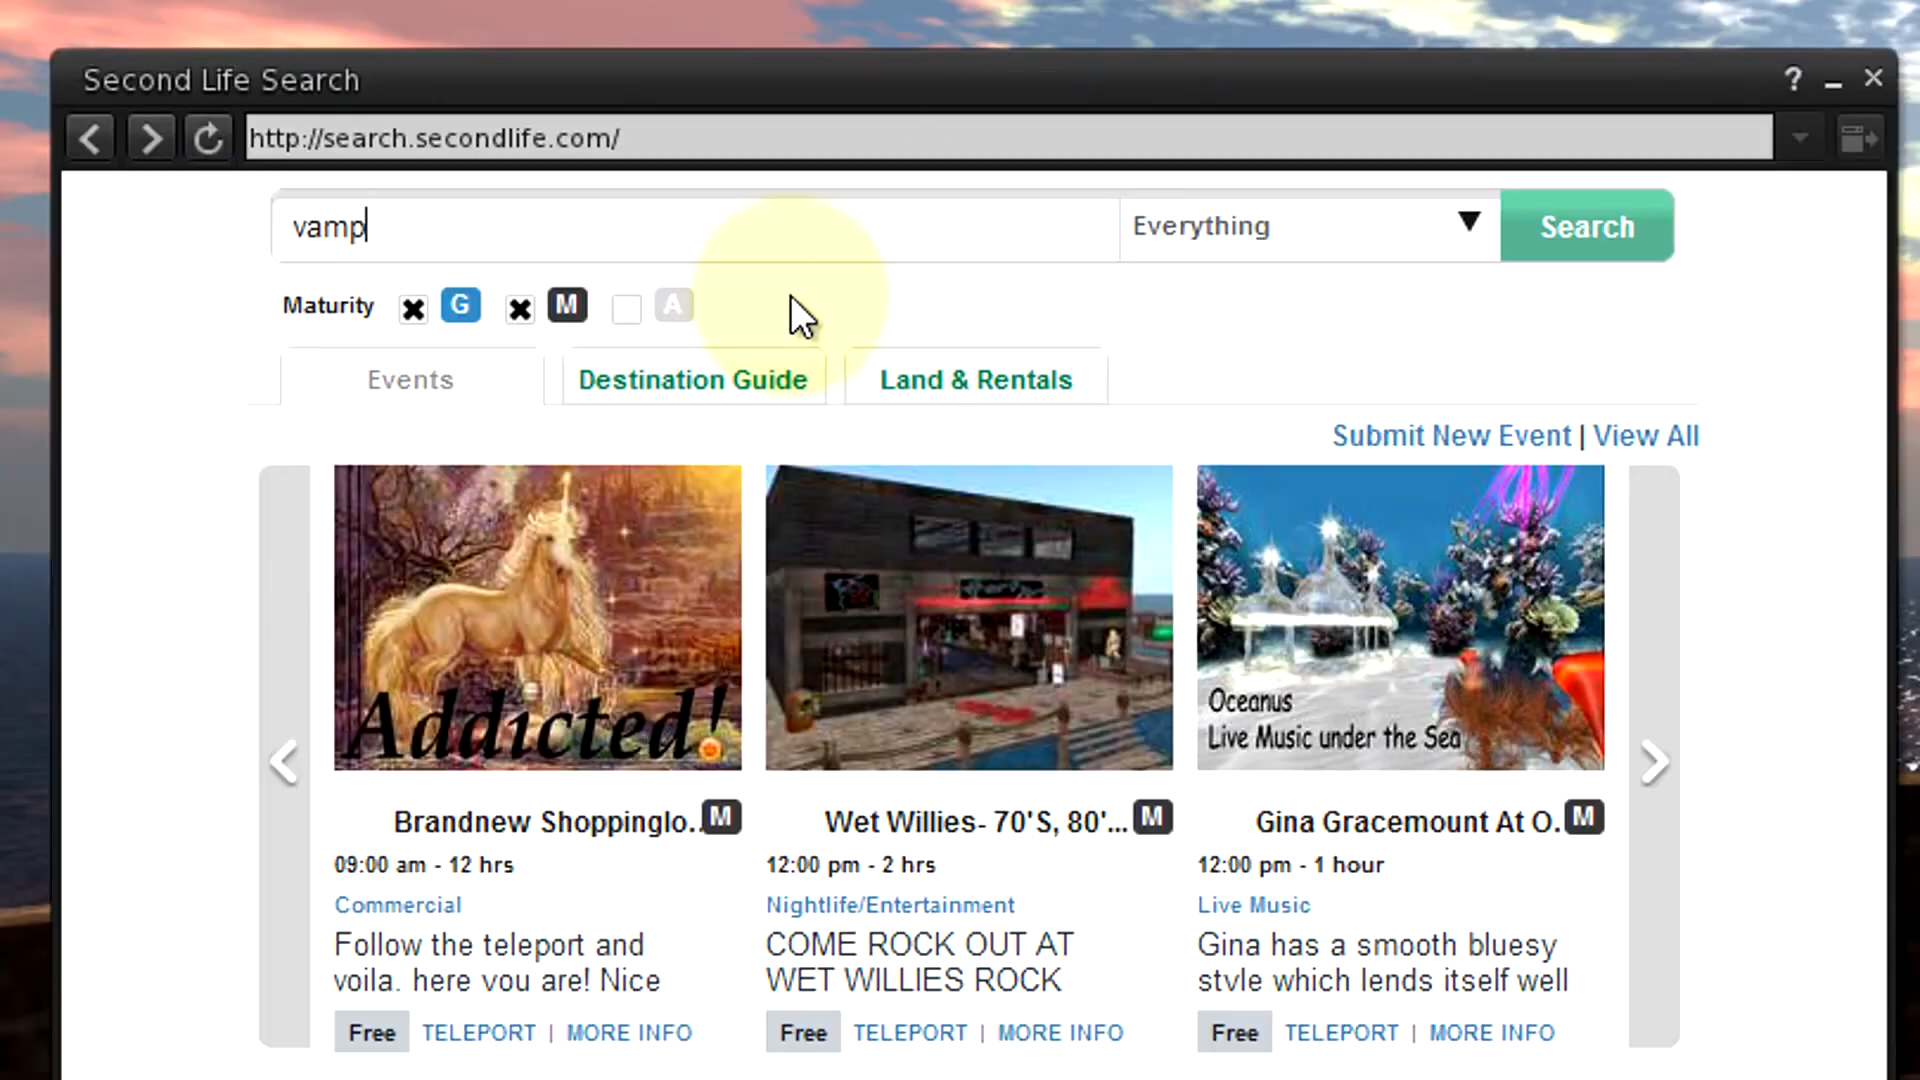 Second Life Search
?
http://search.secondlife.com/
vamp
Everything
Search
Maturity G M A
Events
Destination Guide
Land & Rentals
Submit New Event | View All
Addicted!
Oceanus
Live Music under the Sea
Brandnew Shoppinglo.. M
09:00 am - 12 hrs
Commercial
Follow the teleport and
voila. here you are! Nice
Free TELEPORT | MORE INFO
Wet Willies- 70'S, 80'... M
12:00 pm - 2 hrs
Nightlife/Entertainment
COME ROCK OUT AT
WET WILLIES ROCK
Free TELEPORT | MORE INFO
Gina Gracemount At O. M
12:00 pm - 1 hour
Live Music
Gina has a smooth bluesy
style which lends itself well
Free TELEPORT | MORE INFO